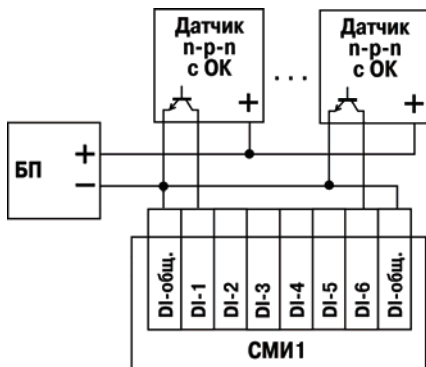 Датчик
n-p-n
с ОК
+
. . .
Датчик
n-p-n
с ОК
+
БП
+
−
DI-общ.
DI-1
DI-2
DI-3
DI-4
DI-5
DI-6
DI-общ.
СМИ1